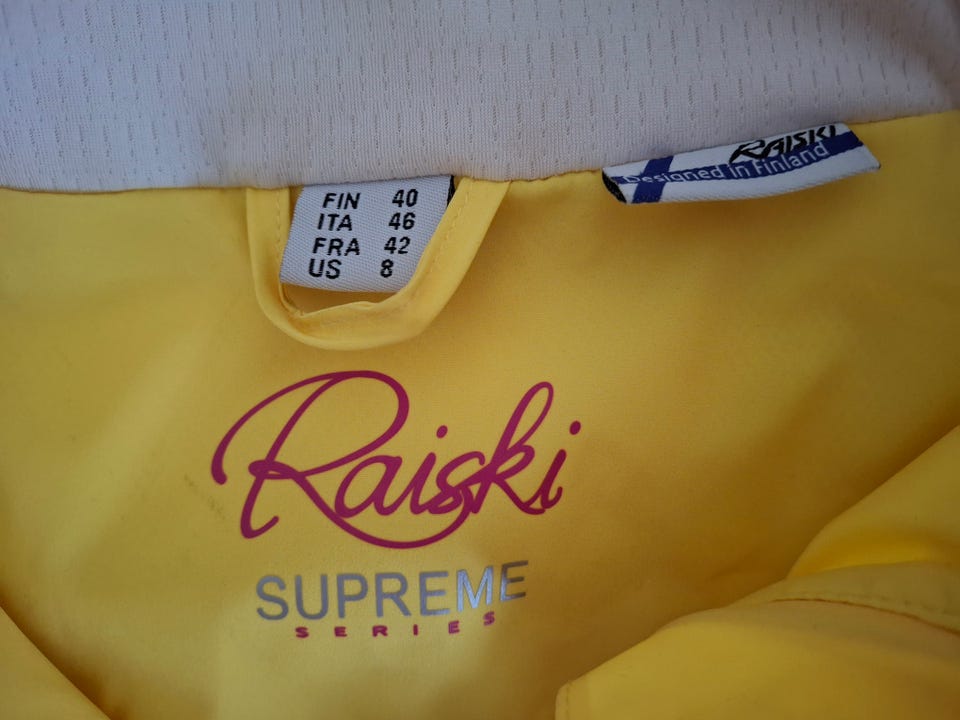 FIN 40
ITA 46
FRA 42
US 8
RAISKI
Designed In Finland
Raiski
SUPREME
SERIES